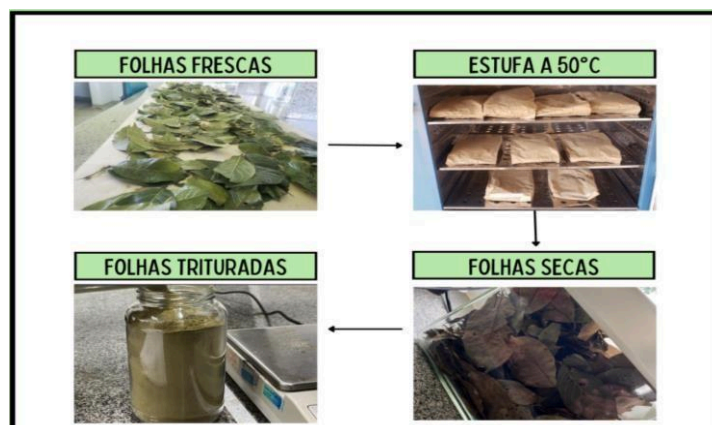 FOLHAS FRESCAS
ESTUFA A 50°C
FOLHAS TRITURADAS
FOLHAS SECAS